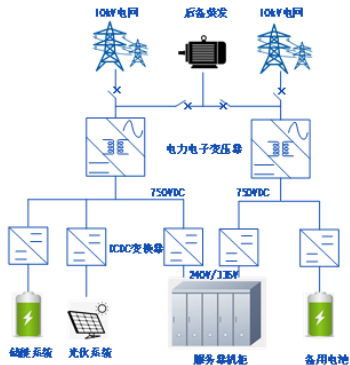 10kV电网
后备柴发
10kV电网
电力电子变压器
750VDC
750VDC
DCDC变换器
240V/336V
储能系统
光伏系统
服务器机柜
备用电池